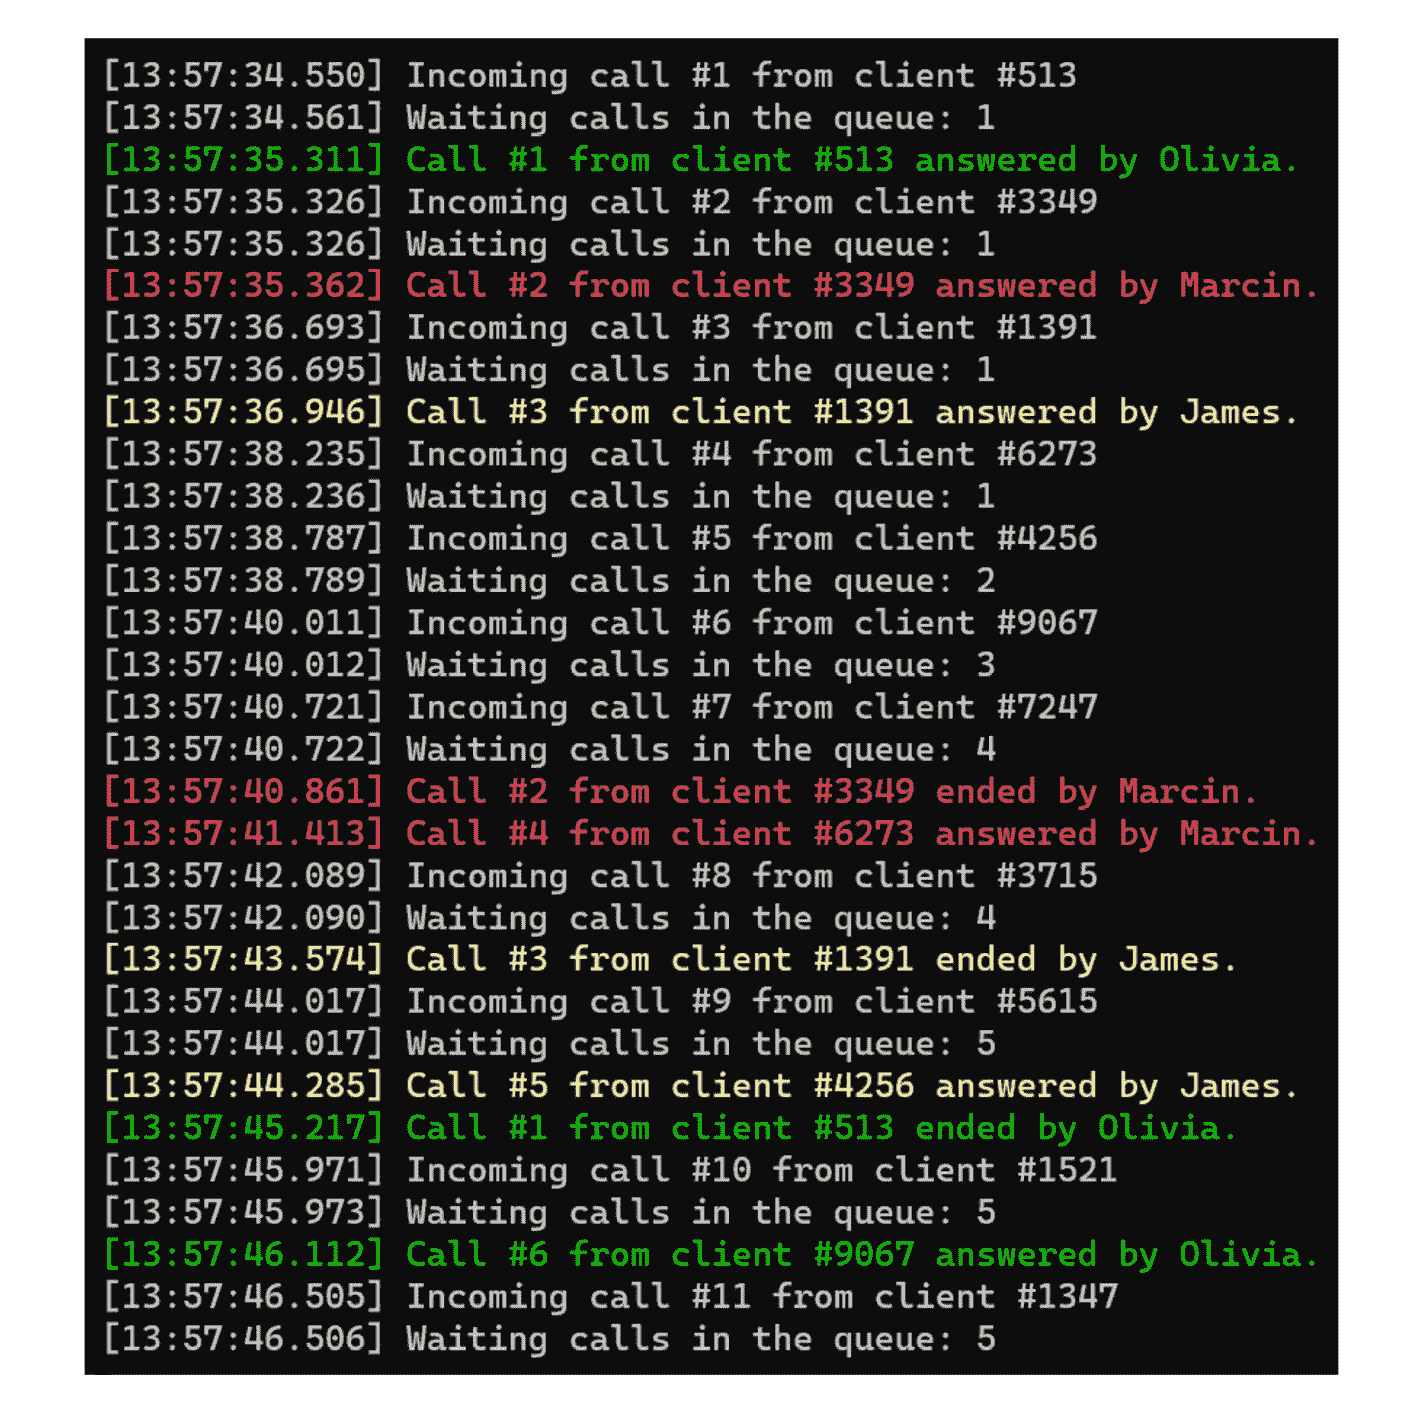 [13:57:34.550] Incoming call #1 from client #513
[13:57:34.561] Waiting calls in the queue: 1
[13:57:35.311] Call #1 from client #513 answered by Olivia.
[13:57:35.326] Incoming call #2 from client #3349
[13:57:35.326] Waiting calls in the queue: 1
[13:57:35.362] Call #2 from client #3349 answered by Marcin.
[13:57:36.693] Incoming call #3 from client #1391
[13:57:36.695] Waiting calls in the queue: 1
[13:57:36.946] Call #3 from client #1391 answered by James.
[13:57:38.235] Incoming call #4 from client #6273
[13:57:38.236] Waiting calls in the queue: 1
[13:57:38.787] Incoming call #5 from client #4256
[13:57:38.789] Waiting calls in the queue: 2
[13:57:40.011] Incoming call #6 from client #9067
[13:57:40.012] Waiting calls in the queue: 3
[13:57:40.721] Incoming call #7 from client #7247
[13:57:40.722] Waiting calls in the queue: 4
[13:57:40.861] Call #2 from client #3349 ended by Marcin.
[13:57:41.413] Call #4 from client #6273 answered by Marcin.
[13:57:42.089] Incoming call #8 from client #3715
[13:57:42.090] Waiting calls in the queue: 4
[13:57:43.574] Call #3 from client #1391 ended by James.
[13:57:44.017] Incoming call #9 from client #5615
[13:57:44.017] Waiting calls in the queue: 5
[13:57:44.285] Call #5 from client #4256 answered by James.
[13:57:45.217] Call #1 from client #513 ended by Olivia.
[13:57:45.971] Incoming call #10 from client #1521
[13:57:45.973] Waiting calls in the queue: 5
[13:57:46.112] Call #6 from client #9067 answered by Olivia.
[13:57:46.505] Incoming call #11 from client #1347
[13:57:46.506] Waiting calls in the queue: 5